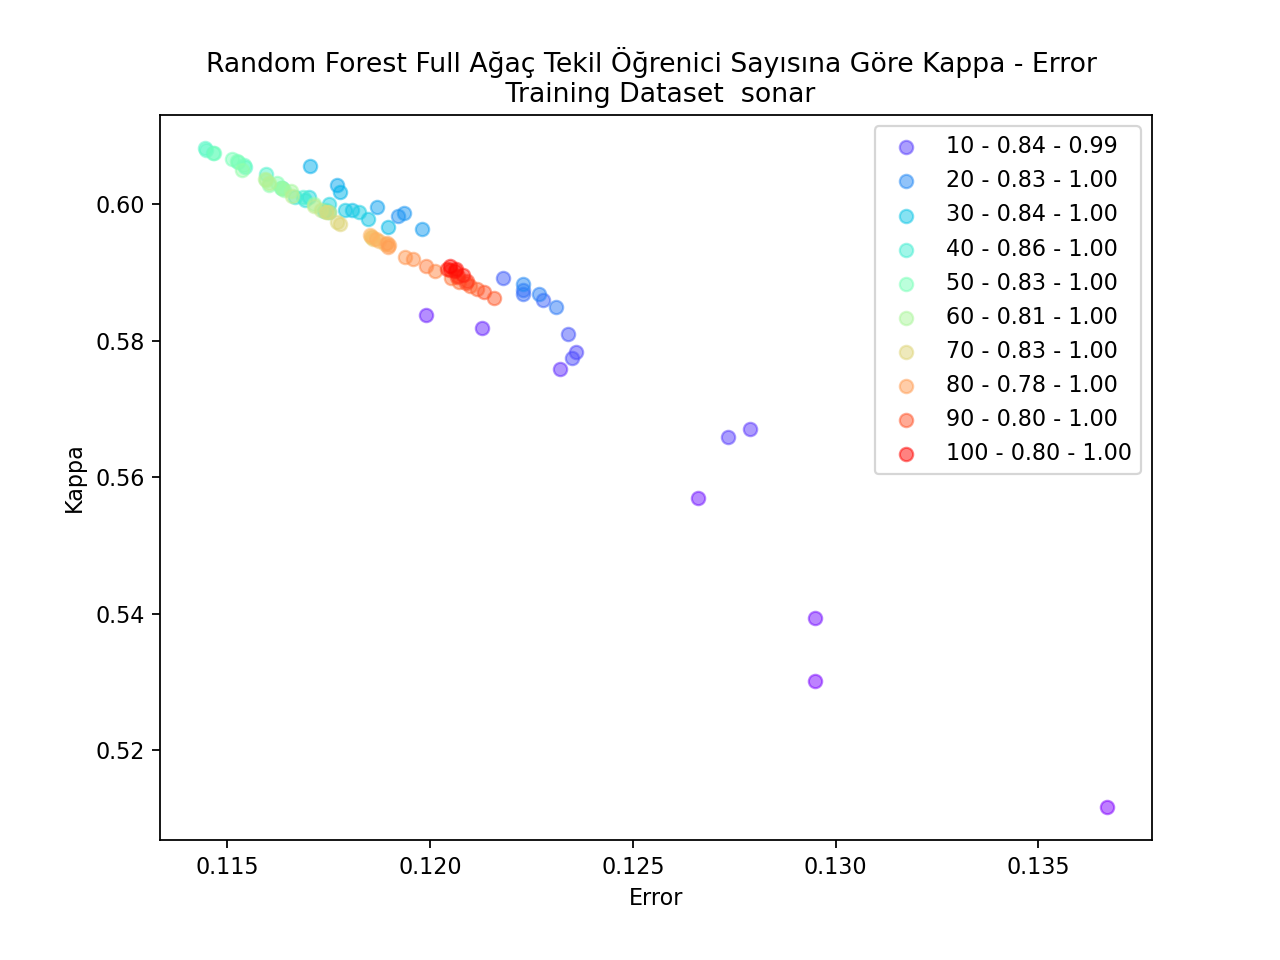 Random Forest Full Ağaç Tekil Öğrenici Sayısına Göre Kappa - Error
Training Dataset  sonar
Kappa
0.60
0.58
0.56
0.54
0.52
10 - 0.84 - 0.99
20 - 0.83 - 1.00
30 - 0.84 - 1.00
40 - 0.86 - 1.00
50 - 0.83 - 1.00
60 - 0.81 - 1.00
70 - 0.83 - 1.00
80 - 0.78 - 1.00
90 - 0.80 - 1.00
100 - 0.80 - 1.00
0.115
0.120
0.125
0.130
0.135
Error